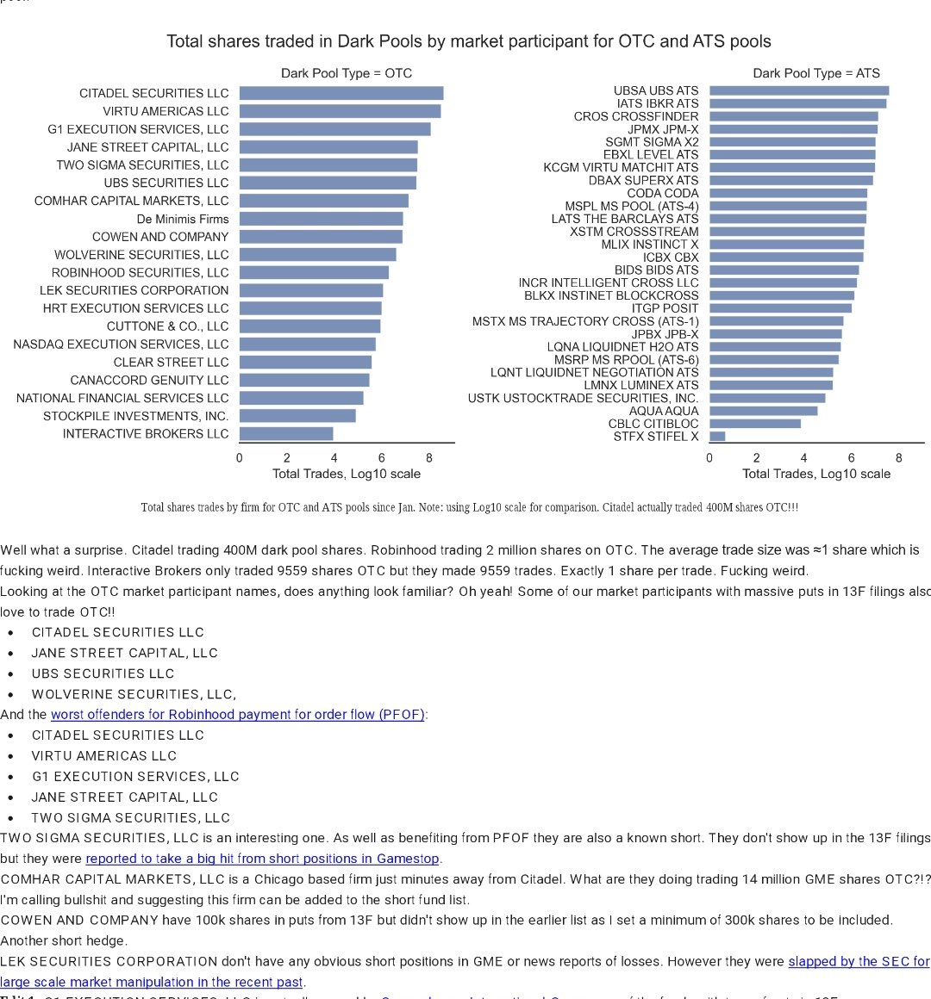 Total shares traded in Dark Pools by market participant for OTC and ATS pools
Dark Pool Type = OTC
CITADEL SECURITIES LLC
VIRTU AMERICAS LLC
G1 EXECUTION SERVICES, LLC
JANE STREET CAPITAL, LLC
TWO SIGMA SECURITIES, LLC
UBS SECURITIES LLC
COMHAR CAPITAL MARKETS, LLC
De Minimis Firms
COWEN AND COMPANY
WOLVERINE SECURITIES, LLC
ROBINHOOD SECURITIES, LLC
LEK SECURITIES CORPORATION
HRT EXECUTION SERVICES LLC
CUTTONE & CO., LLC
NASDAQ EXECUTION SERVICES, LLC
CLEAR STREET LLC
CANACCORD GENUITY LLC
NATIONAL FINANCIAL SERVICES LLC
STOCKPILE INVESTMENTS, INC.
INTERACTIVE BROKERS LLC
0 2 4 6 8
Total Trades, Log10 scale
Dark Pool Type = ATS
UBSA UBS ATS
IATS IBKR ATS
CROS CROSSFINDER
JPMX JPM-X
SGMT SIGMA X2
EBXL LEVEL ATS
KCGM VIRTU MATCHIT ATS
DBAX SUPERX ATS
CODA CODA
MSPL MS POOL (ATS-4)
LATS THE BARCLAYS ATS
XSTM CROSSSTREAM
MLIX INSTINCT X
ICBX CBX
BIDS BIDS ATS
INCR INTELLIGENT CROSS LLC
BLKX INSTINET BLOCKCROSS
ITGP POSIT
MSTX MS TRAJECTORY CROSS (ATS-1)
JPBX JPB-X
LQNA LIQUIDNET H2O ATS
MSRP MS RPOOL (ATS-6)
LQNT LIQUIDNET NEGOTIATION ATS
LMNX LUMINEX ATS
USTK USTOCKTRADE SECURITIES, INC.
AQUA AQUA
CBLC CITIBLOC
STFX STIFEL X
0 2 4 6 8
Total Trades, Log10 scale
Total shares trades by firm for OTC and ATS pools since Jan. Note: using Log10 scale for comparison. Citadel actually traded 400M shares OTC!!!
Well what a surprise. Citadel trading 400M dark pool shares. Robinhood trading 2 million shares on OTC. The average trade size was ≈1 share which is
fucking weird. Interactive Brokers only traded 9559 shares OTC but they made 9559 trades. Exactly 1 share per trade. Fucking weird.
Looking at the OTC market participant names, does anything look familiar? Oh yeah! Some of our market participants with massive puts in 13F filings also
love to trade OTC!!
• CITADEL SECURITIES LLC
• JANE STREET CAPITAL, LLC
• UBS SECURITIES LLC
• WOLVERINE SECURITIES, LLC,
And the worst offenders for Robinhood payment for order flow (PFOF):
• CITADEL SECURITIES LLC
• VIRTU AMERICAS LLC
• G1 EXECUTION SERVICES, LLC
• JANE STREET CAPITAL, LLC
• TWO SIGMA SECURITIES, LLC
TWO SIGMA SECURITIES, LLC is an interesting one. As well as benefiting from PFOF they are also a known short. They don't show up in the 13F filings
but they were reported to take a big hit from short positions in Gamestop.
COMHAR CAPITAL MARKETS, LLC is a Chicago based firm just minutes away from Citadel. What are they doing trading 14 million GME shares OTC?!?
I'm calling bullshit and suggesting this firm can be added to the short fund list.
COWEN AND COMPANY have 100k shares in puts from 13F but didn't show up in the earlier list as I set a minimum of 300k shares to be included.
Another short hedge.
LEK SECURITIES CORPORATION don't have any obvious short positions in GME or news reports of losses. However they were slapped by the SEC for
large scale market manipulation in the recent past.